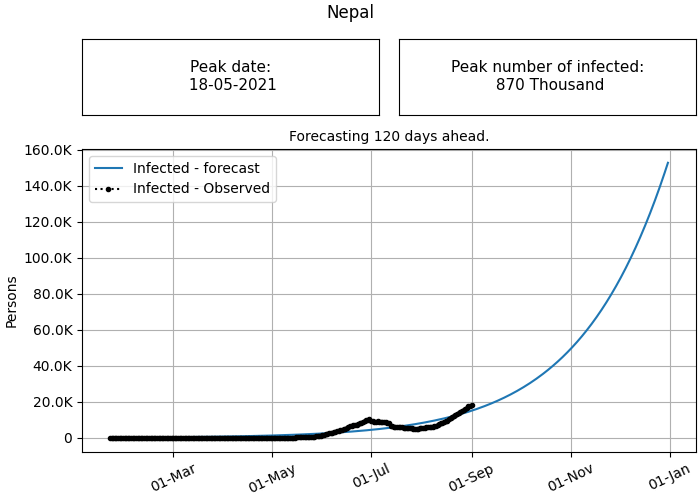 Nepal
Peak date:
18-05-2021
Peak number of infected:
870 Thousand
Forecasting 120 days ahead.
Infected - forecast
Infected - Observed
Persons
160.0K
140.0K
120.0K
100.0K
80.0K
60.0K
40.0K
20.0K
0
01-Mar
01-May
01-Jul
01-Sep
01-Nov
01-Jan